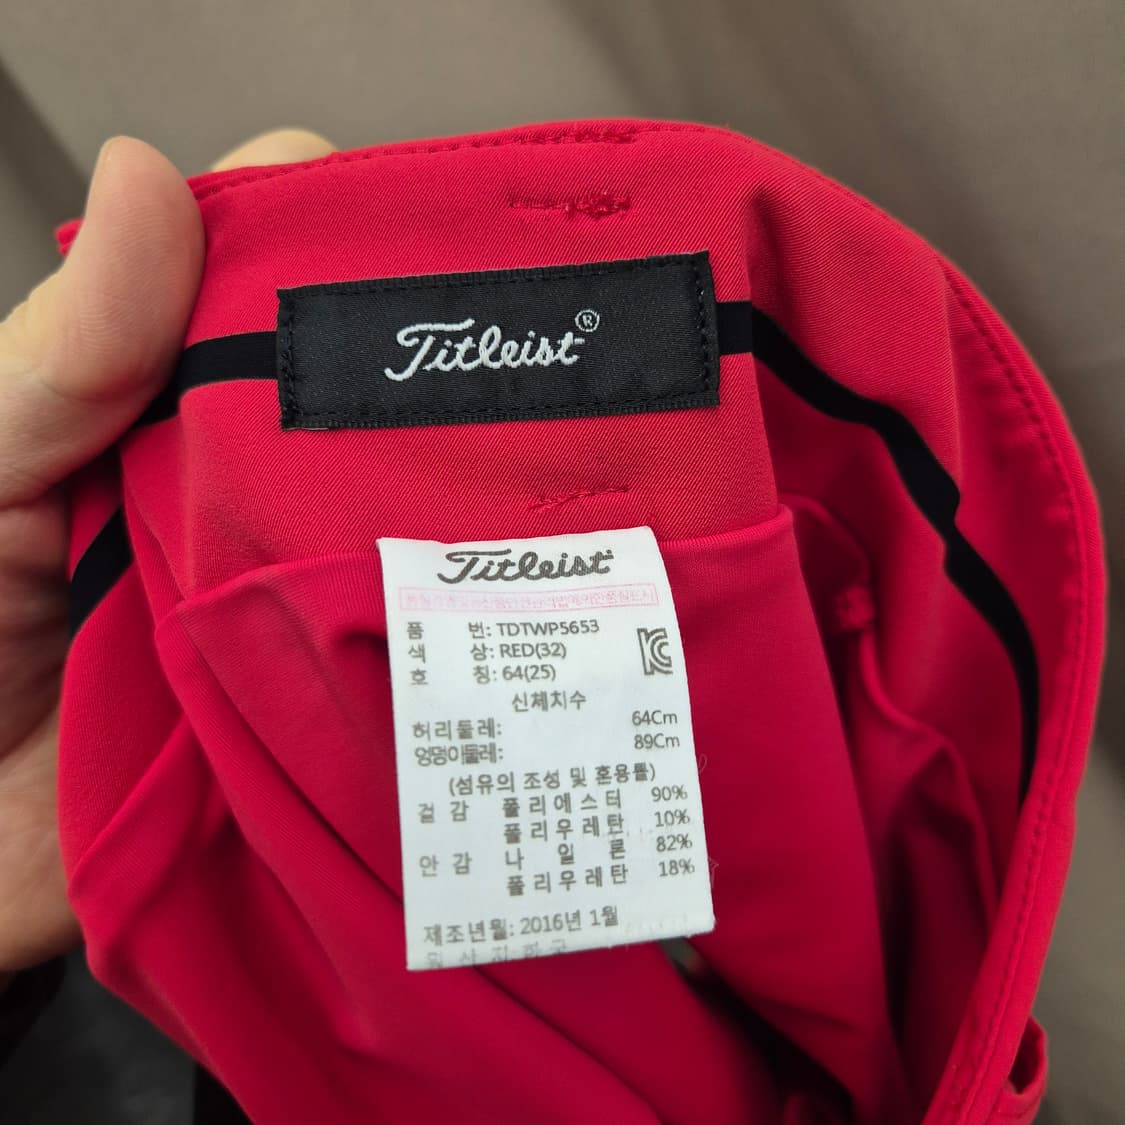 Titleist®
Titleist
품 번: TDTWP5653
색 상: RED(32)
호 칭: 64(25)
신체치수
허리둘레: 64Cm
엉덩이둘레: 89Cm
(섬유의 조성 및 혼용률)
겉 감 폴 리 에 스 터 90%
폴 리 우 레 탄 10%
안 감 나 일 론 82%
폴 리 우 레 탄 18%
제조년월: 2016년 1월